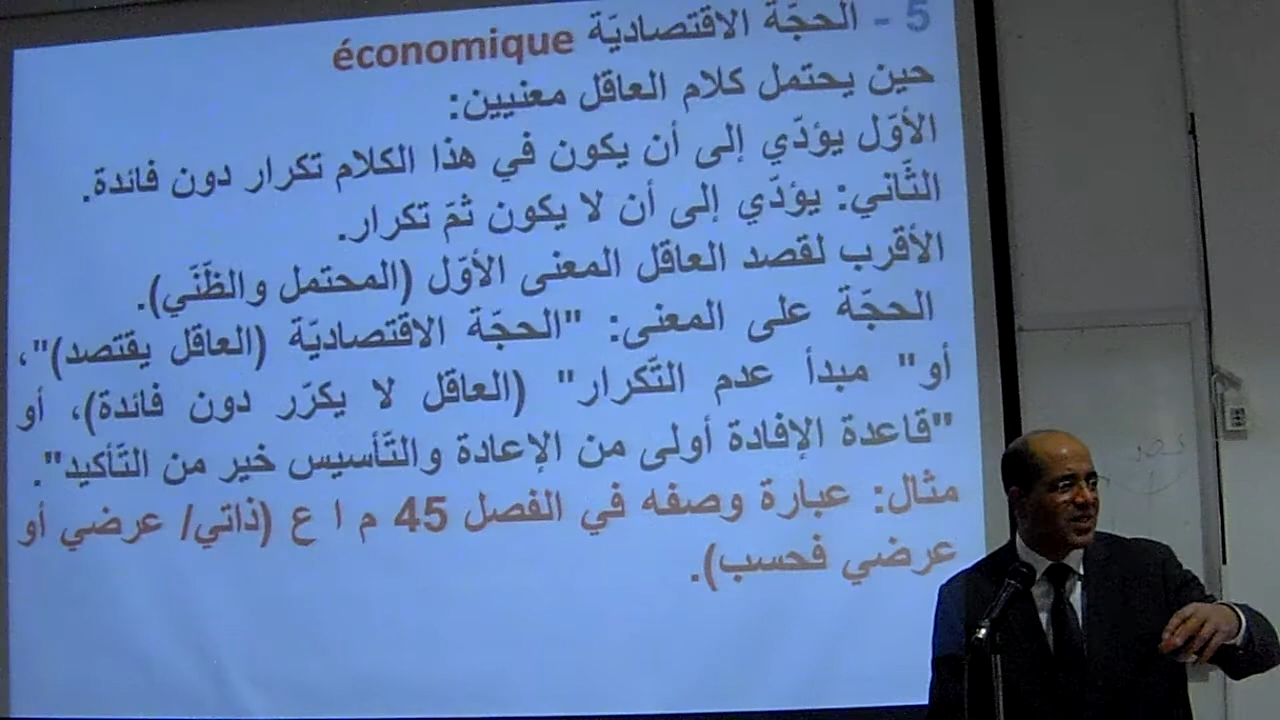 5 - الحجّة الاقتصاديّة économique
حين يحتمل كلام العاقل معنيين:
الأوّل يؤدّي إلى أن يكون في هذا الكلام تكرار دون فائدة.
الثّاني: يؤدّي إلى أن لا يكون ثمّ تكرار.
الأقرب لقصد العاقل المعنى الأوّل (المحتمل والظّنّي).
الحجّة على المعنى: "الحجّة الاقتصاديّة (العاقل يقتصد)"،
أو" مبدأ عدم التّكرار" (العاقل لا يكرّر دون فائدة)، أو
"قاعدة الإفادة أولى من الإعادة والتّأسيس خير من التّأكيد".
مثال: عبارة وصفه في الفصل 45 م ا ع (ذاتي/ عرضي أو
عرضي فحسب).